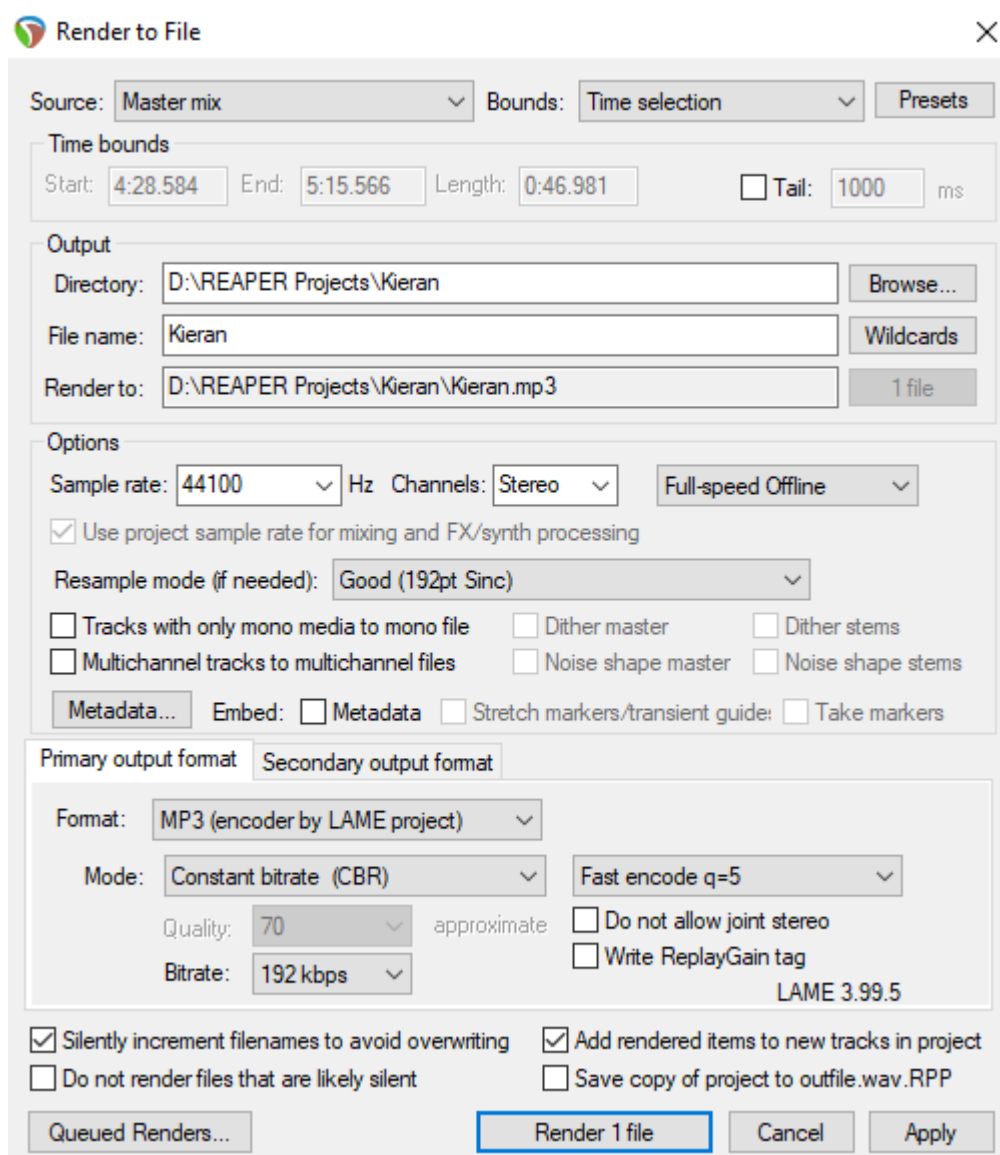 Render to File
Source: Master mix Bounds: Time selection Presets
Time bounds
Start: 4:28.584 End: 5:15.566 Length: 0:46.981 Tail: 1000 ms
Output
Directory: D:\REAPER Projects\Kieran Browse...
File name: Kieran Wildcards
Render to: D:\REAPER Projects\Kieran\Kieran.mp3 1 file
Options
Sample rate: 44100 Hz Channels: Stereo Full-speed Offline
Use project sample rate for mixing and FX/synth processing
Resample mode (if needed): Good (192pt Sinc)
Tracks with only mono media to mono file Dither master Dither stems
Multichannel tracks to multichannel files Noise shape master Noise shape stems
Metadata... Embed: Metadata Stretch markers/transient guide: Take markers
Primary output format Secondary output format
Format: MP3 (encoder by LAME project)
Mode: Constant bitrate (CBR) Fast encode q=5
Quality: 70 approximate Do not allow joint stereo
Bitrate: 192 kbps Write ReplayGain tag
LAME 3.99.5
Silently increment filenames to avoid overwriting Add rendered items to new tracks in project
Do not render files that are likely silent Save copy of project to outfile.wav.RPP
Queued Renders... Render 1 file Cancel Apply